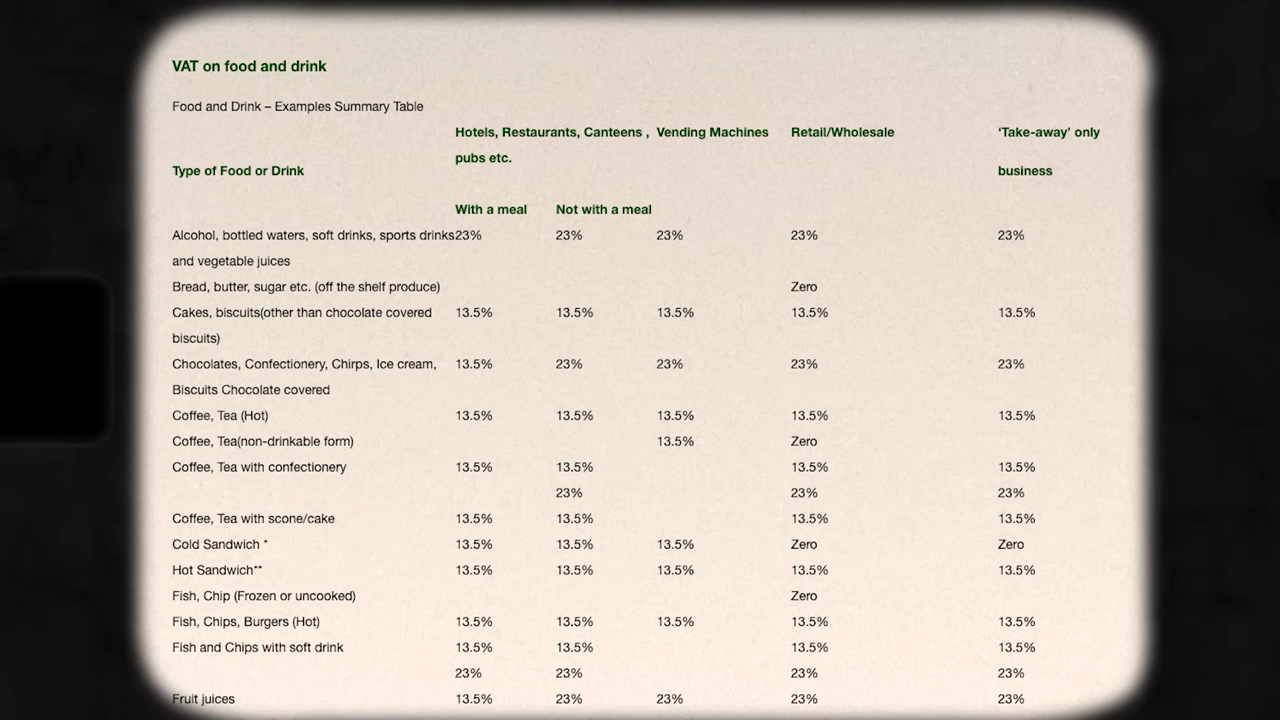 VAT on food and drink
Food and Drink – Examples Summary Table
Hotels, Restaurants, Canteens , Vending Machines Retail/Wholesale ‘Take-away’ only
pubs etc.
Type of Food or Drink business
With a meal Not with a meal
Alcohol, bottled waters, soft drinks, sports drinks23% 23% 23% 23% 23%
and vegetable juices
Bread, butter, sugar etc. (off the shelf produce) Zero
Cakes, biscuits(other than chocolate covered 13.5% 13.5% 13.5% 13.5% 13.5%
biscuits)
Chocolates, Confectionery, Chirps, Ice cream, 13.5% 23% 23% 23% 23%
Biscuits Chocolate covered
Coffee, Tea (Hot) 13.5% 13.5% 13.5% 13.5% 13.5%
Coffee, Tea(non-drinkable form) 13.5% Zero
Coffee, Tea with confectionery 13.5% 13.5% 13.5% 13.5%
23% 23% 23%
Coffee, Tea with scone/cake 13.5% 13.5% 13.5% 13.5%
Cold Sandwich * 13.5% 13.5% 13.5% Zero Zero
Hot Sandwich** 13.5% 13.5% 13.5% 13.5% 13.5%
Fish, Chip (Frozen or uncooked) Zero
Fish, Chips, Burgers (Hot) 13.5% 13.5% 13.5% 13.5% 13.5%
Fish and Chips with soft drink 13.5% 13.5% 13.5% 13.5%
23% 23% 23% 23%
Fruit juices 13.5% 23% 23% 23% 23%